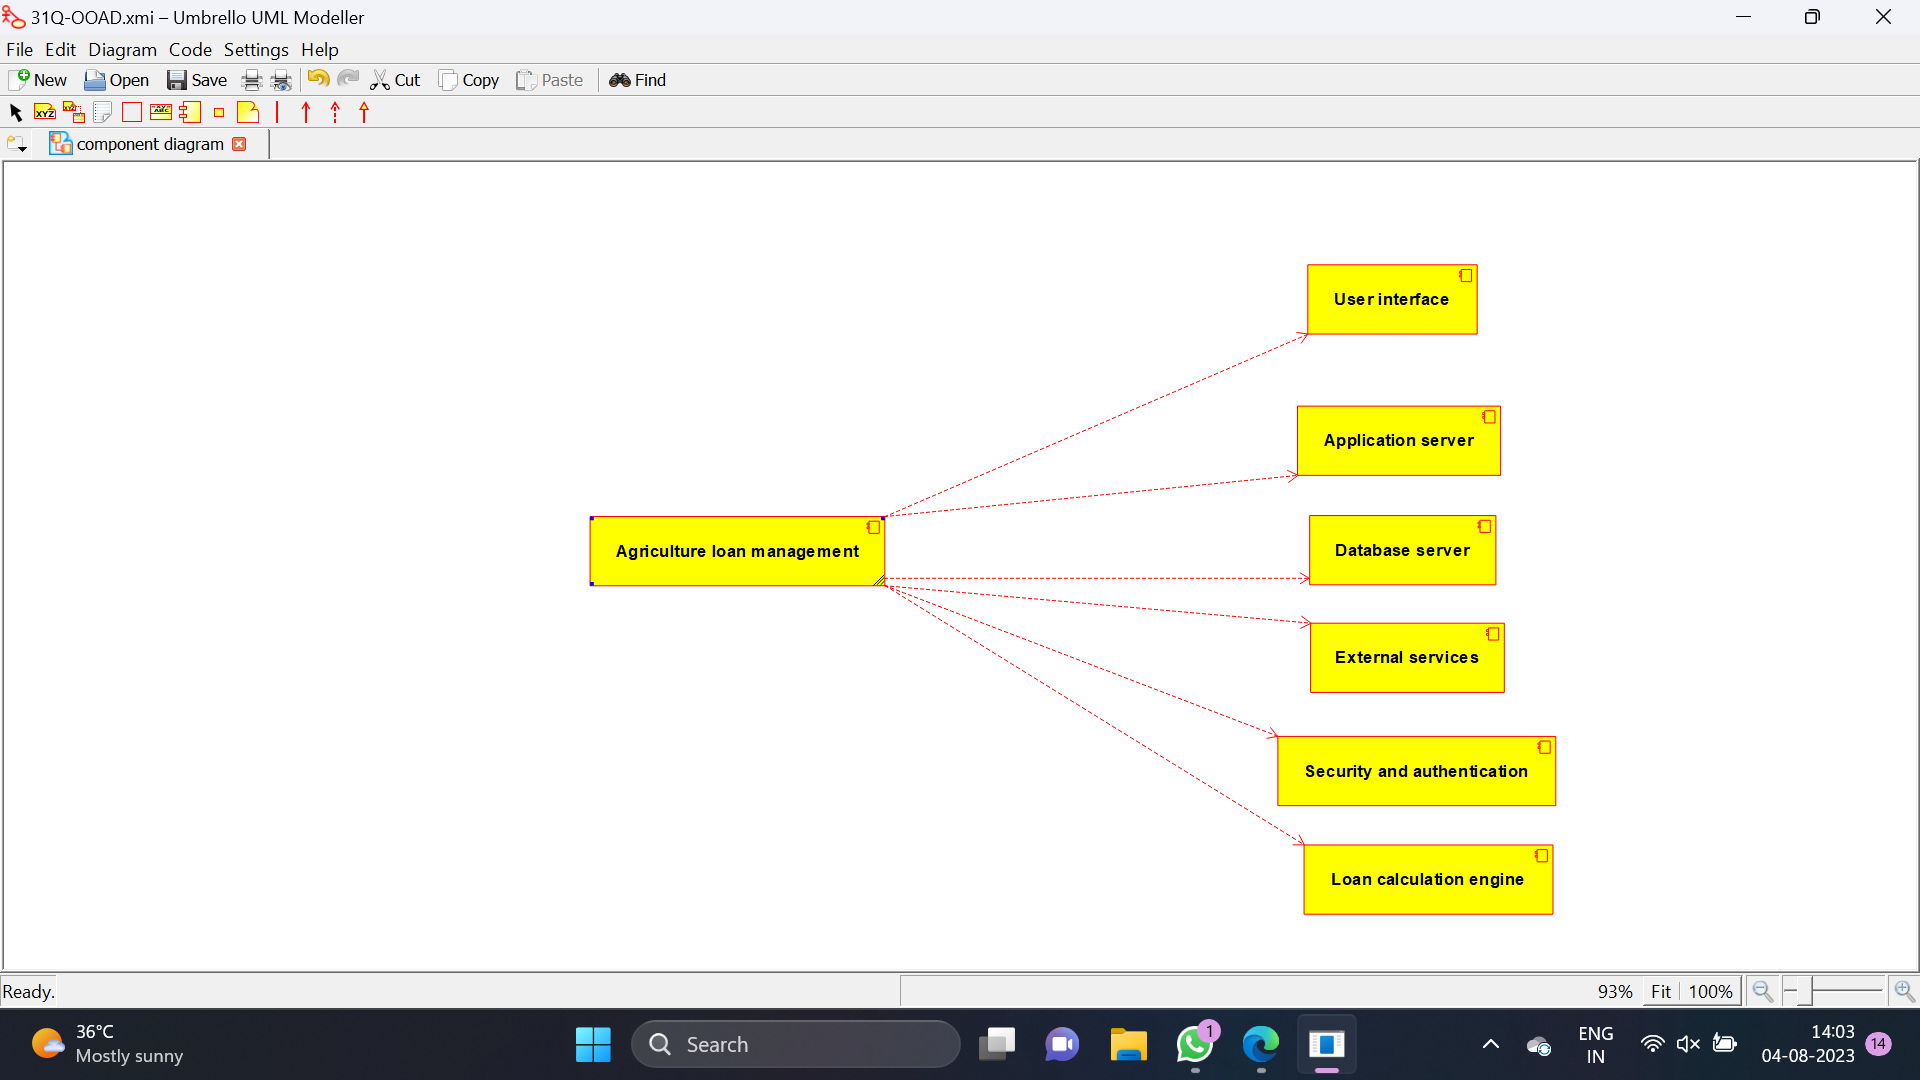 31Q-OOAD.xmi – Umbrello UML Modeller
File Edit Diagram Code Settings Help
New Open Save Cut Copy Paste Find
XYZ
component diagram
User interface
Application server
Agriculture loan management
Database server
External services
Security and authentication
Loan calculation engine
Ready.
93% Fit 100%
36°C
Mostly sunny
Search
1
ENG
IN
14:03
04-08-2023
14